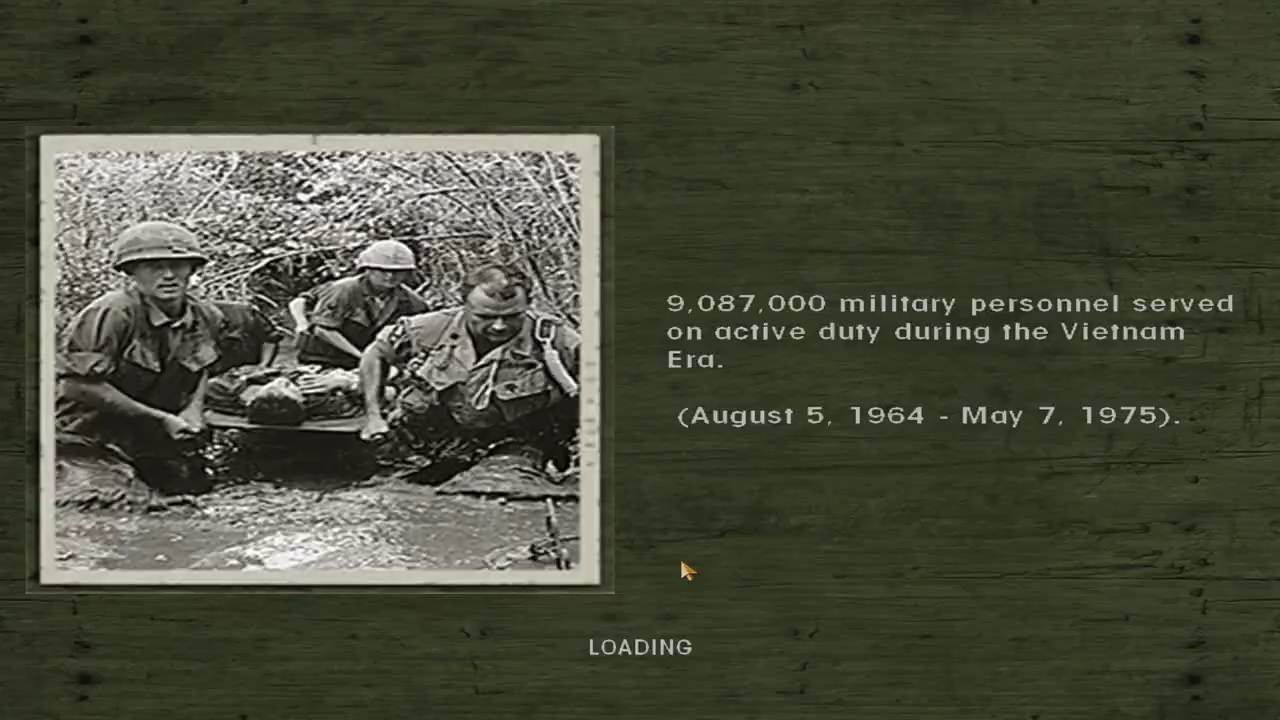 9,087,000 military personnel served
on active duty during the Vietnam
Era.
(August 5, 1964 - May 7, 1975).
LOADING